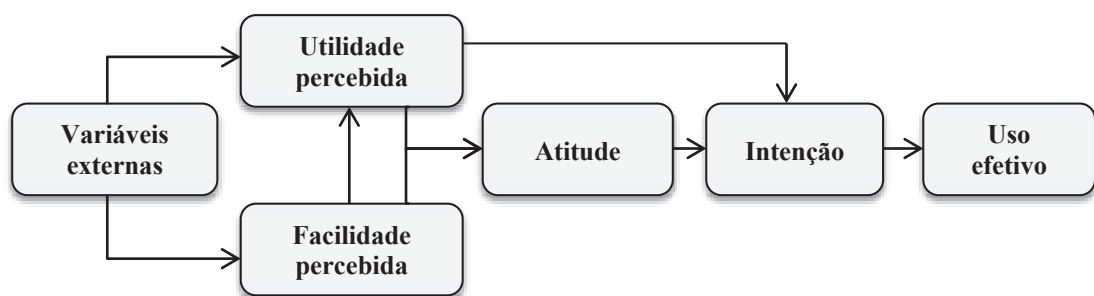 Utilidade
percebida
Variáveis
externas
Atitude
Intenção
Uso
efetivo
Facilidade
percebida